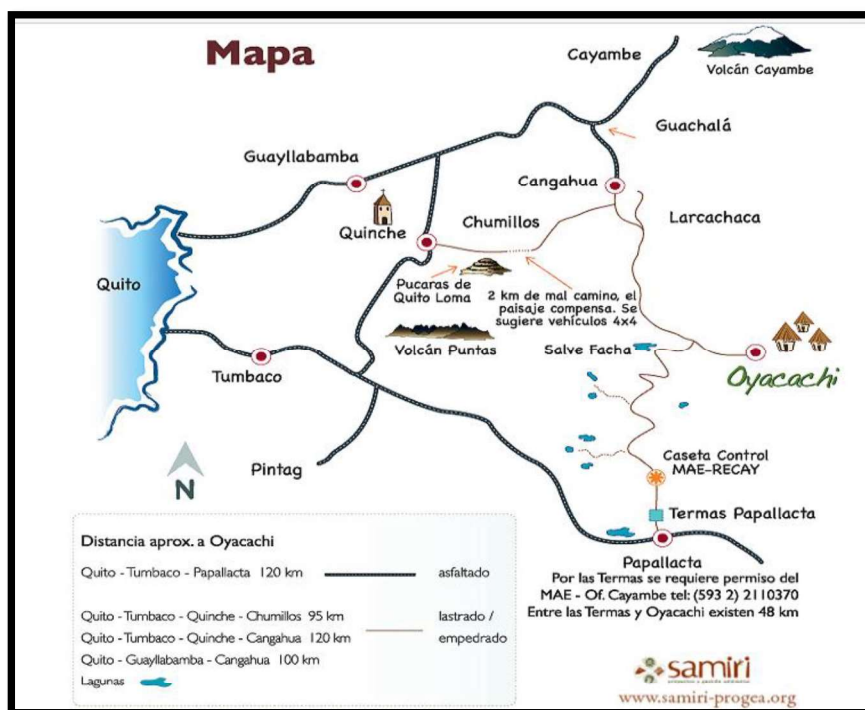 Mapa
Cayambe
Volcán Cayambe
Guachalá
Guayllabamba
Cangahua
Larcachaca
Chumillos
Quinche
Quito
Pucaras de
Quito Loma
2 km de mal camino, el
paisaje compensa. Se
sugiere vehículos 4x4
Volcán Puntas
Salve Facha
Oyacachi
Tumbaco
Pintag
N
Caseta Control
MAE-RECAY
Termas Papallacta
Papallacta
Por las Termas se requiere permiso del
MAE - Of. Cayambe tel: (593 2) 2110370
Entre las Termas y Oyacachi existen 48 km
Distancia aprox. a Oyacachi
Quito - Tumbaco - Papallacta 120 km asfaltado
Quito - Tumbaco - Quinche - Chumillos 95 km lastrado /
Quito - Tumbaco - Quinche - Cangahua 120 km empedrado
Quito - Guayllabamba - Cangahua 100 km
Lagunas
samiri
www.samiri-progea.org